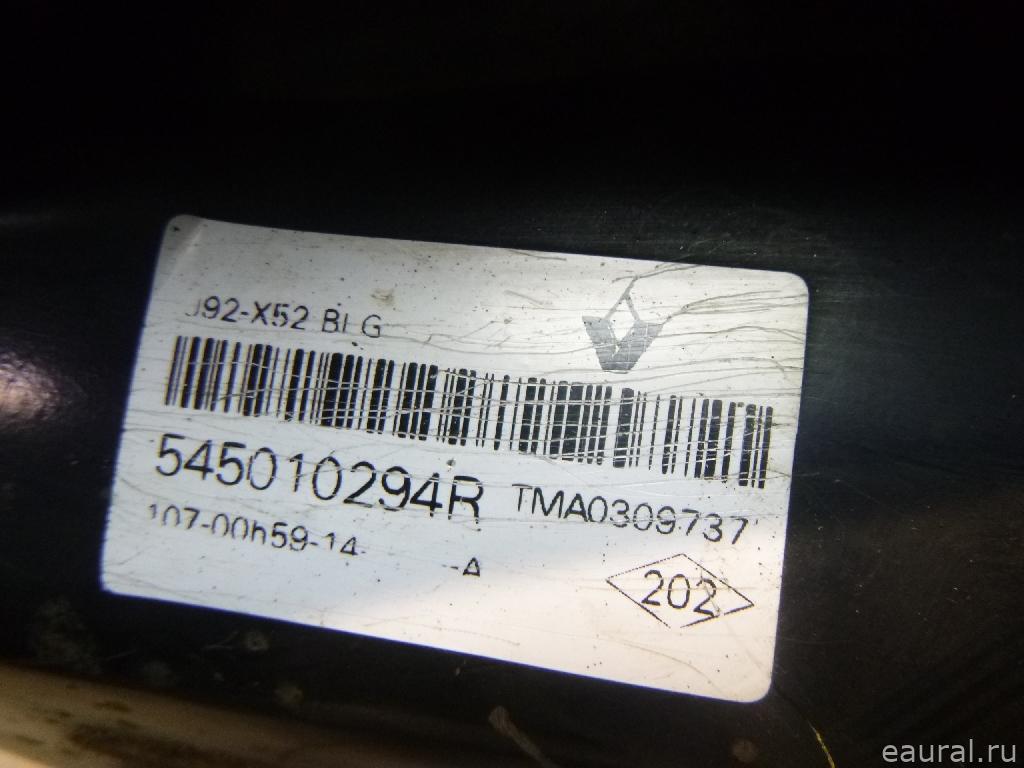 J92-X52 BLG
545010294R TMA0309737
107-00h59-14-
-A
202
eaural.ru